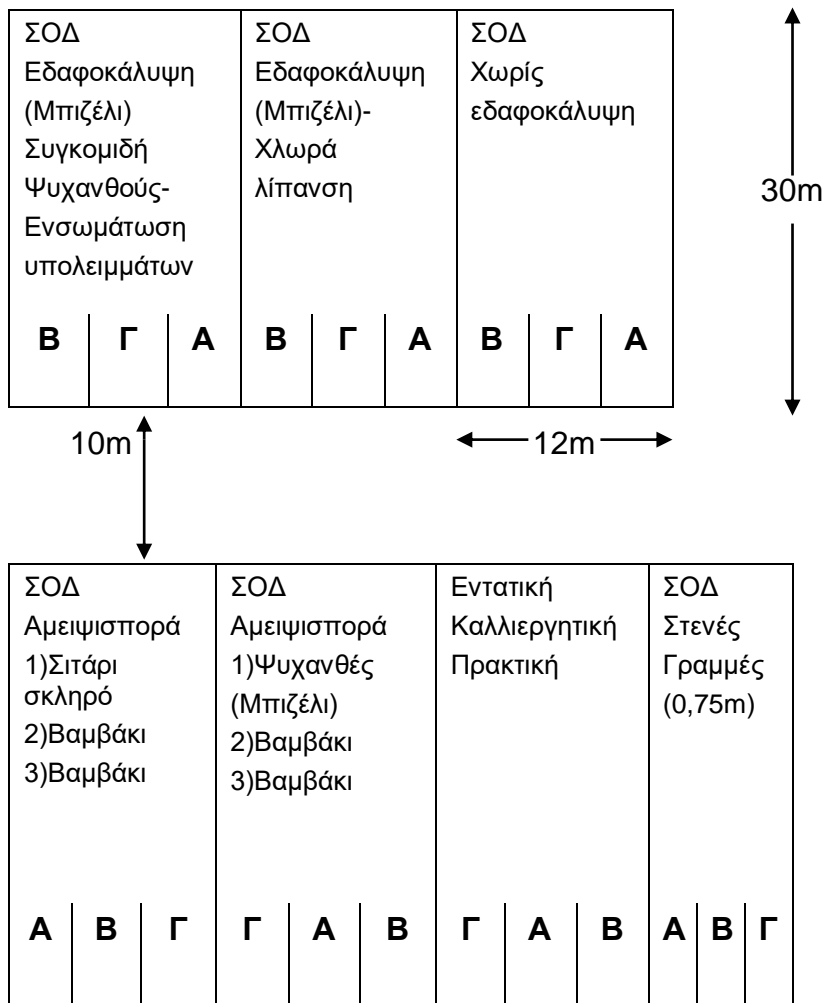 ΣΟΔ
Εδαφοκάλυψη
(Μπιζέλι)
Συγκομιδή
Ψυχανθούς-
Ενσωμάτωση
υπολειμμάτων
ΣΟΔ
Εδαφοκάλυψη
(Μπιζέλι)-
Χλωρά
λίπανση
ΣΟΔ
Χωρίς
εδαφοκάλυψη
30m
Β Γ Α Β Γ Α Β Γ Α
10m
12m
ΣΟΔ
Αμειψισπορά
1)Σιτάρι
σκληρό
2)Βαμβάκι
3)Βαμβάκι
ΣΟΔ
Αμειψισπορά
1)Ψυχανθές
(Μπιζέλι)
2)Βαμβάκι
3)Βαμβάκι
Εντατική
Καλλιεργητική
Πρακτική
ΣΟΔ
Στενές
Γραμμές
(0,75m)
Α Β Γ Γ Α Β Γ Α Β Α Β Γ